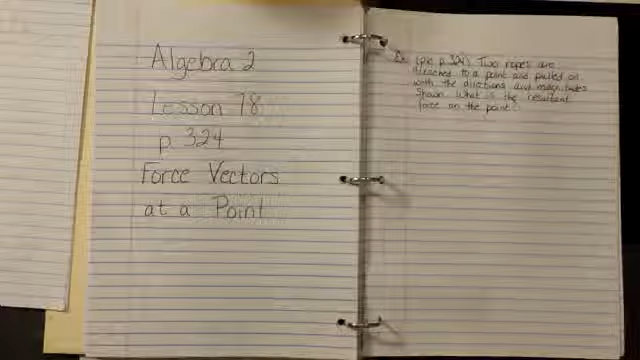 Algebra 2
Lesson 78
p. 324
Force Vectors
at a Point
Ex. (pic p. 324) Two ropes are
attached to a point and pulled on
with the directions and magnitudes
shown. What is the resultant
force on the point?